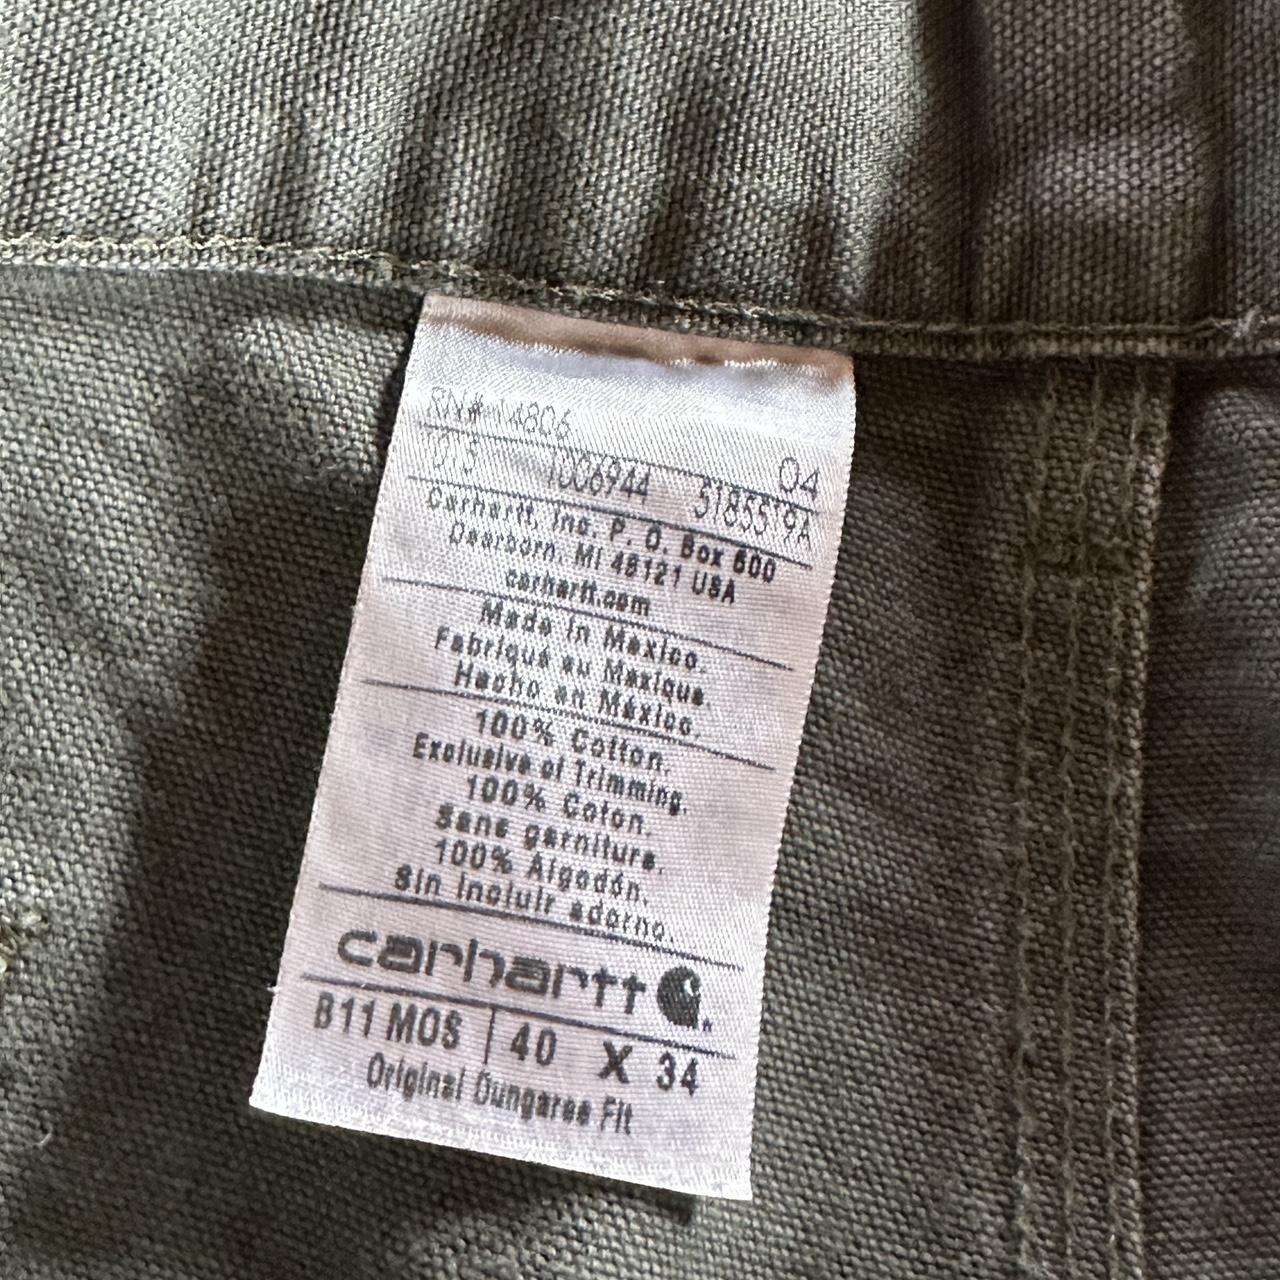 RN# 14806
04
1006944 518551 9A
Carhartt, Inc. P. O. Box 600
Dearborn, MI 48121 USA
carhartt.com
Made in Mexico.
Fabriqué au Mexique.
Hecho en México.
100% Cotton.
Exclusive of Trimming.
100% Coton.
sans garniture.
100% Algodón.
sin incluir adorno.
carhartt
B11 MOS 40 X 34
Original Dungaree Fit